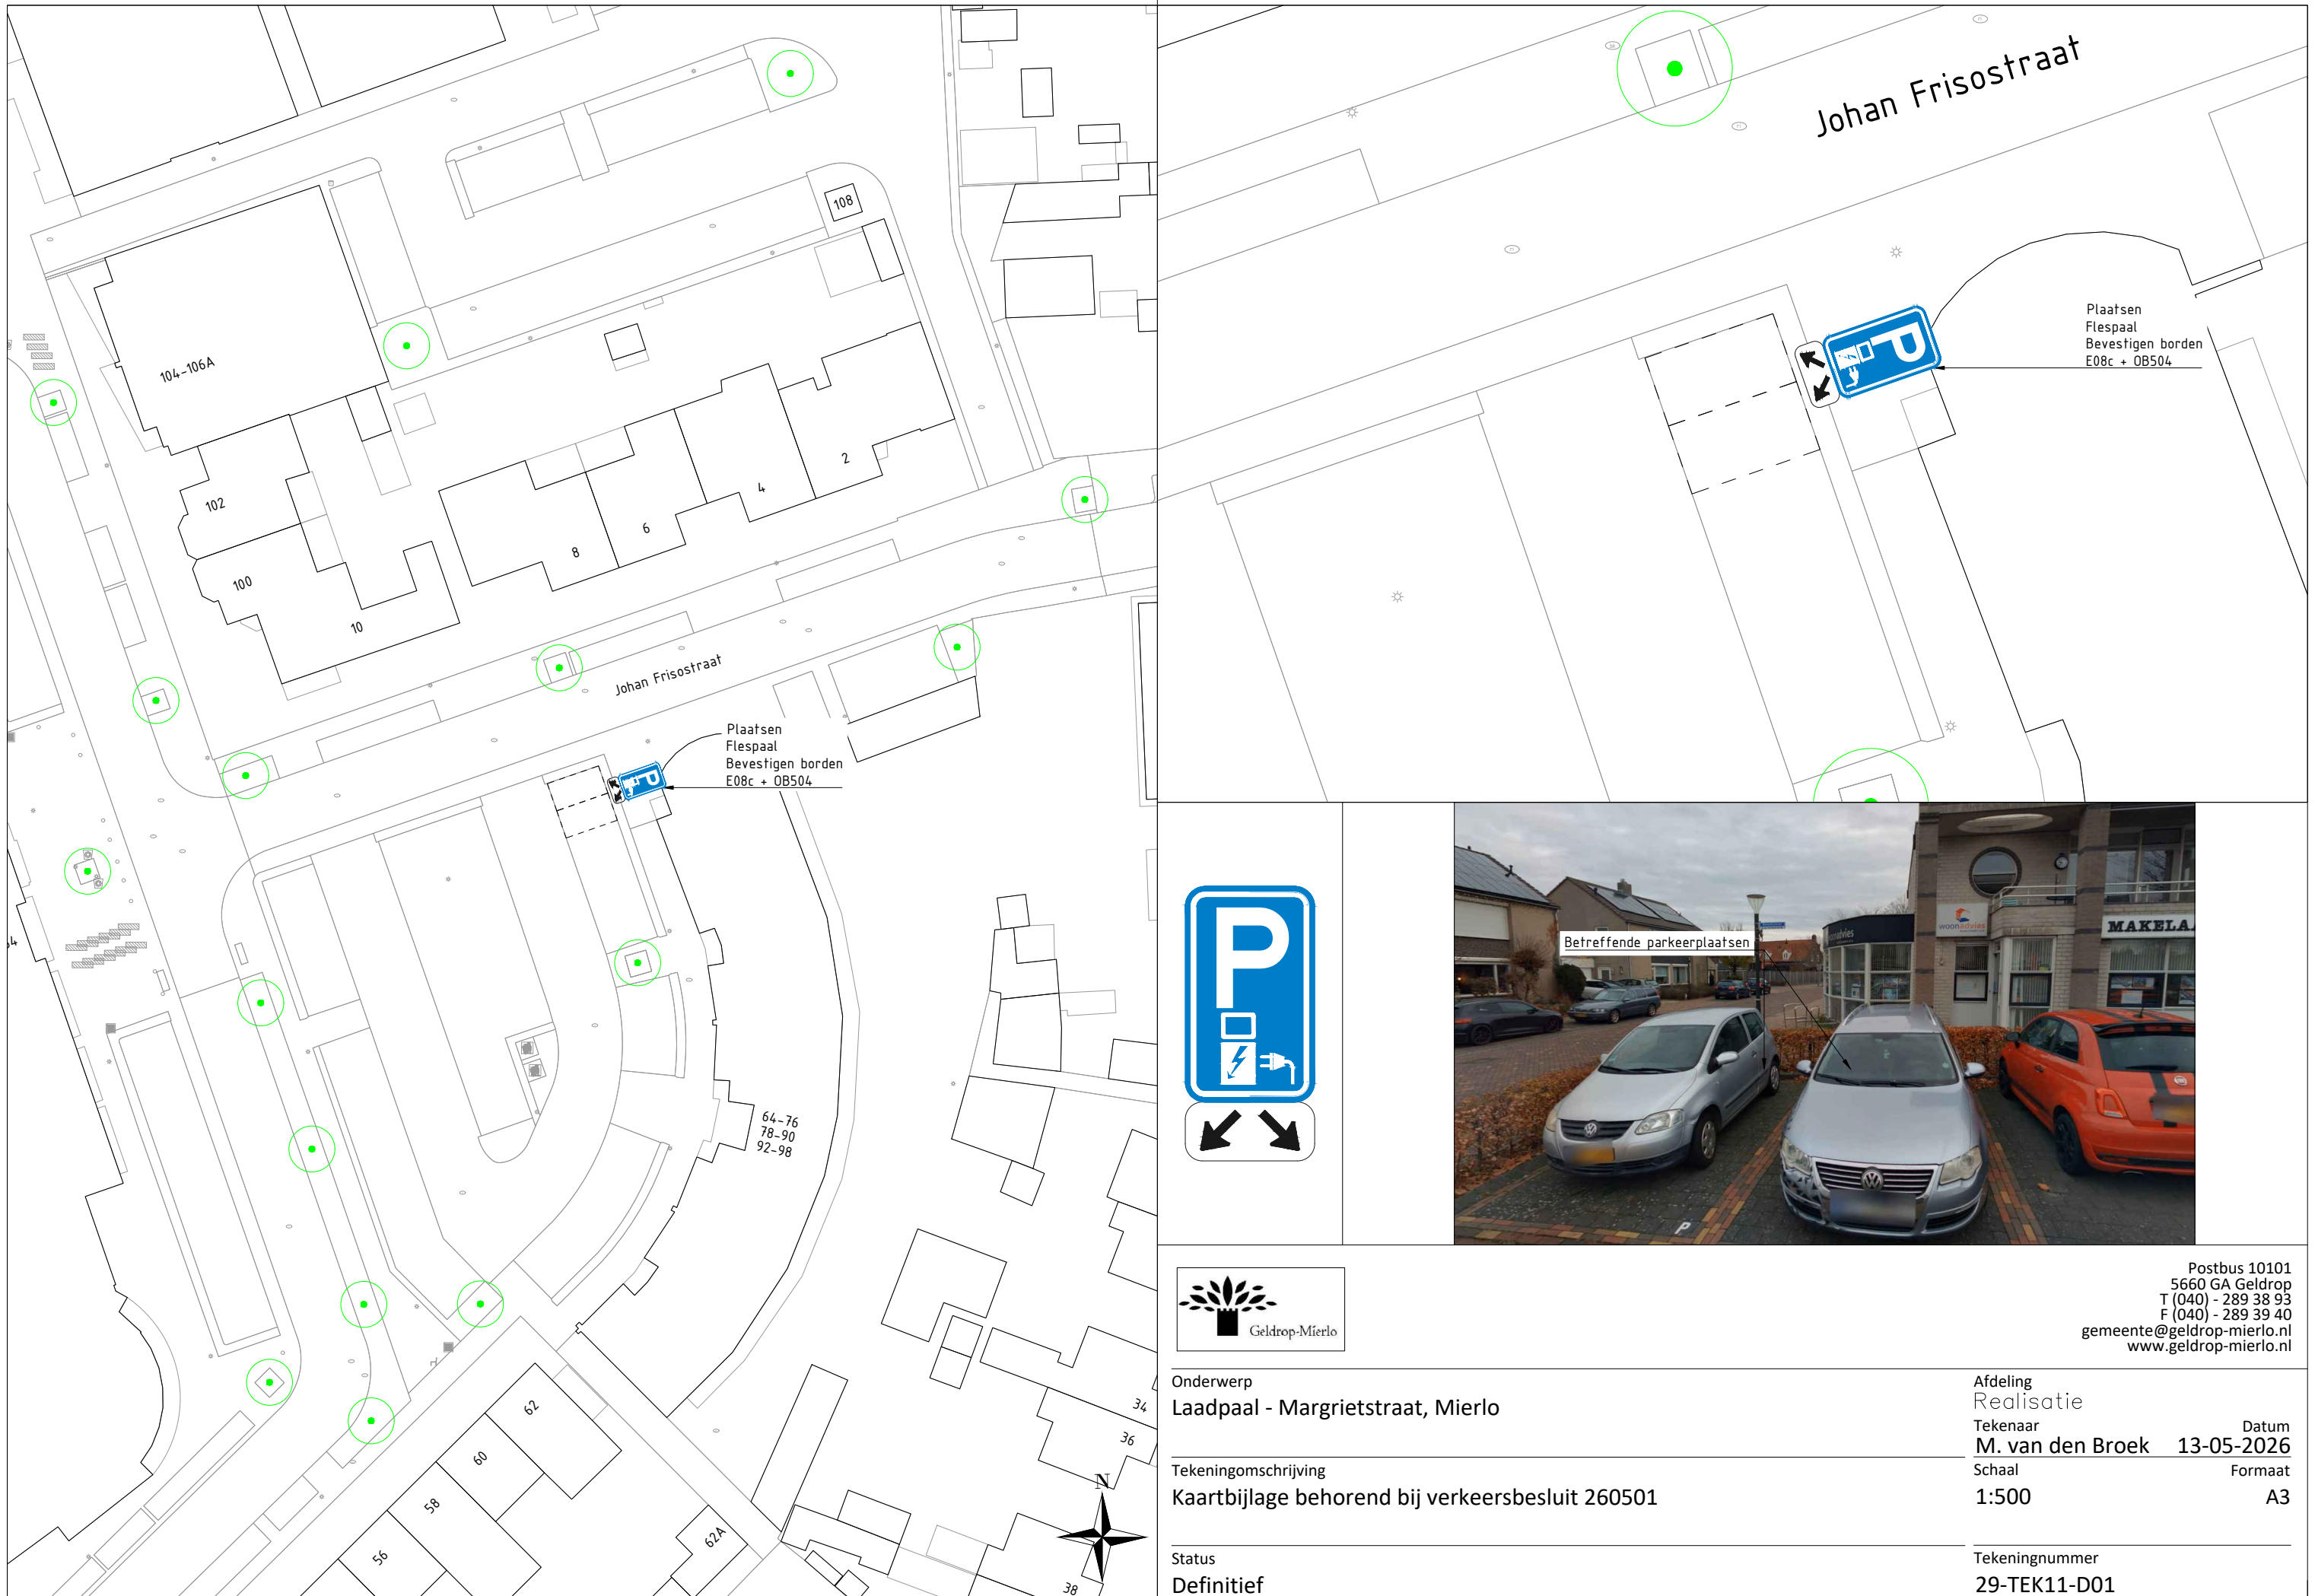 108
104-106A
102
100
10
8
6
4
2
Johan Frisostraat
Plaatsen
Flespaal
Bevestigen borden
E08c + OB504
P
64-76
78-90
92-98
62
60
58
56
62A
34
36
38
N
Johan Frisostraat
Plaatsen
Flespaal
Bevestigen borden
E08c + OB504
P
P
Betreffende parkeerplaatsen
MAKELA
woonadvies
P
Geldrop-Mierlo
Postbus 10101
5660 GA Geldrop
T (040) - 289 38 93
F (040) - 289 39 40
gemeente@geldrop-mierlo.nl
www.geldrop-mierlo.nl
Onderwerp
Laadpaal - Margrietstraat, Mierlo
Afdeling
Realisatie
Tekenaar Datum
M. van den Broek 13-05-2026
Tekeningomschrijving
Kaartbijlage behorend bij verkeersbesluit 260501
Schaal Formaat
1:500 A3
Status
Definitief
Tekeningnummer
29-TEK11-D01